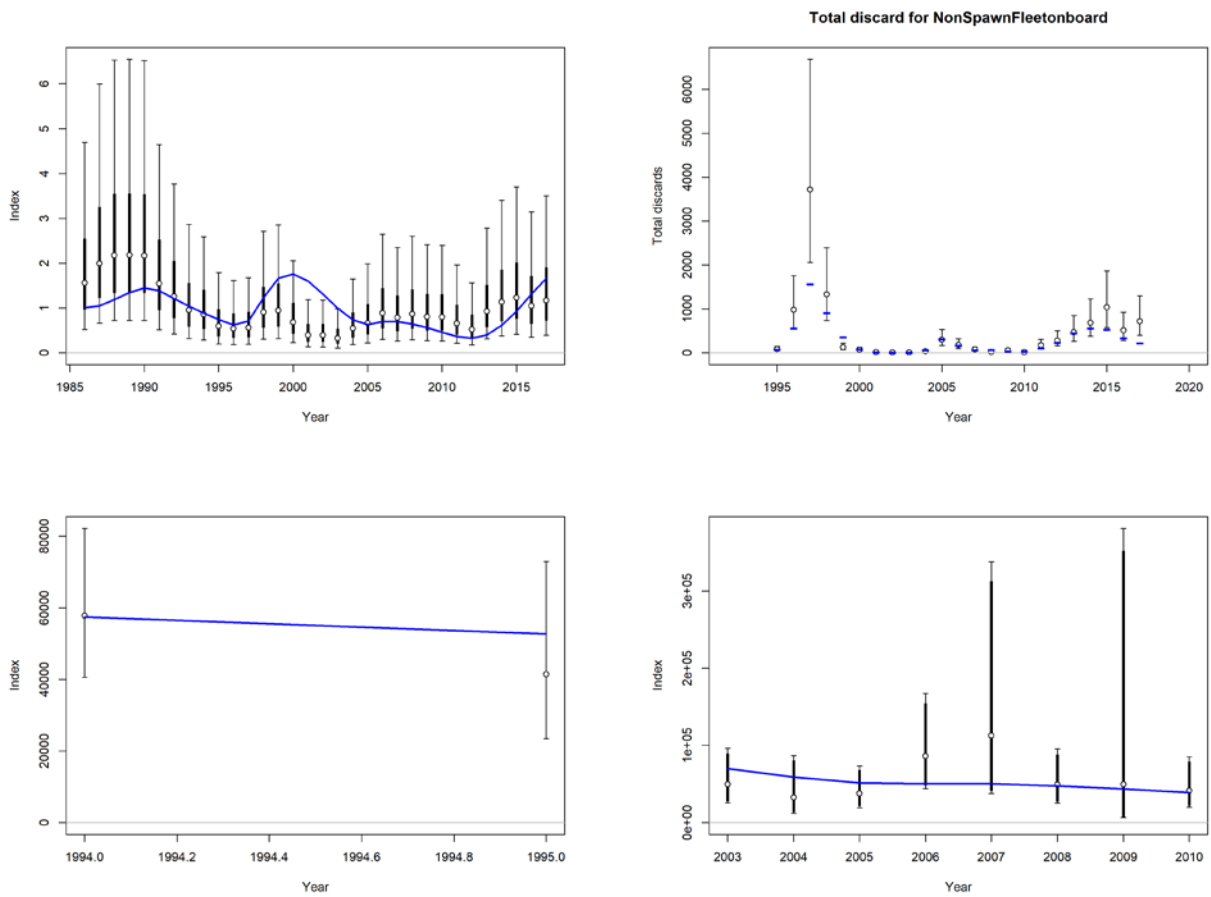 Total discard for NonSpawnFleetonboard
Index
6
5
4
3
2
1
0
1985 1990 1995 2000 2005 2010 2015
Year
Total discards
6000
5000
4000
3000
2000
1000
0
1995 2000 2005 2010 2015 2020
Year
Index
80000
60000
40000
20000
0
1994.0 1994.2 1994.4 1994.6 1994.8 1995.0
Year
Index
3e+05
2e+05
1e+05
0e+00
2003 2004 2005 2006 2007 2008 2009 2010
Year